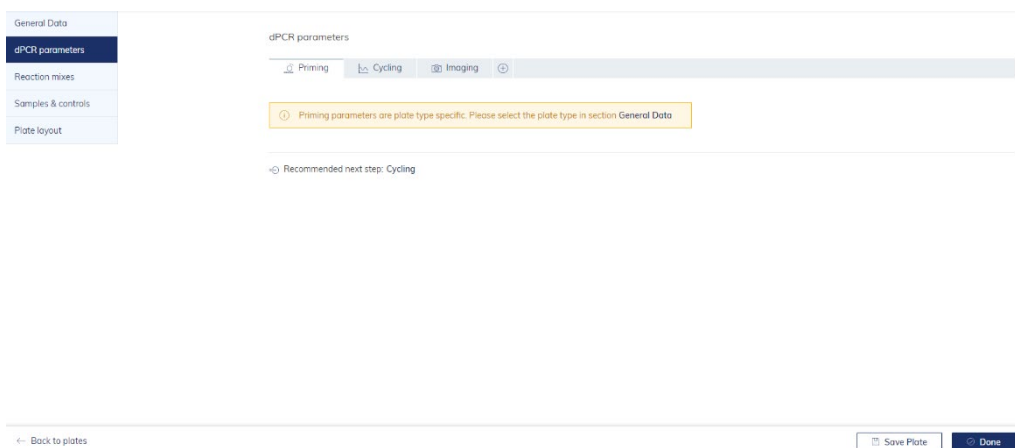 General Data
dPCR parameters
Reaction mixes
Samples & controls
Plate layout
dPCR parameters
Priming Cycling Imaging
Priming parameters are plate type specific. Please select the plate type in section General Data
Recommended next step: Cycling
← Back to plates
Save Plate
Done